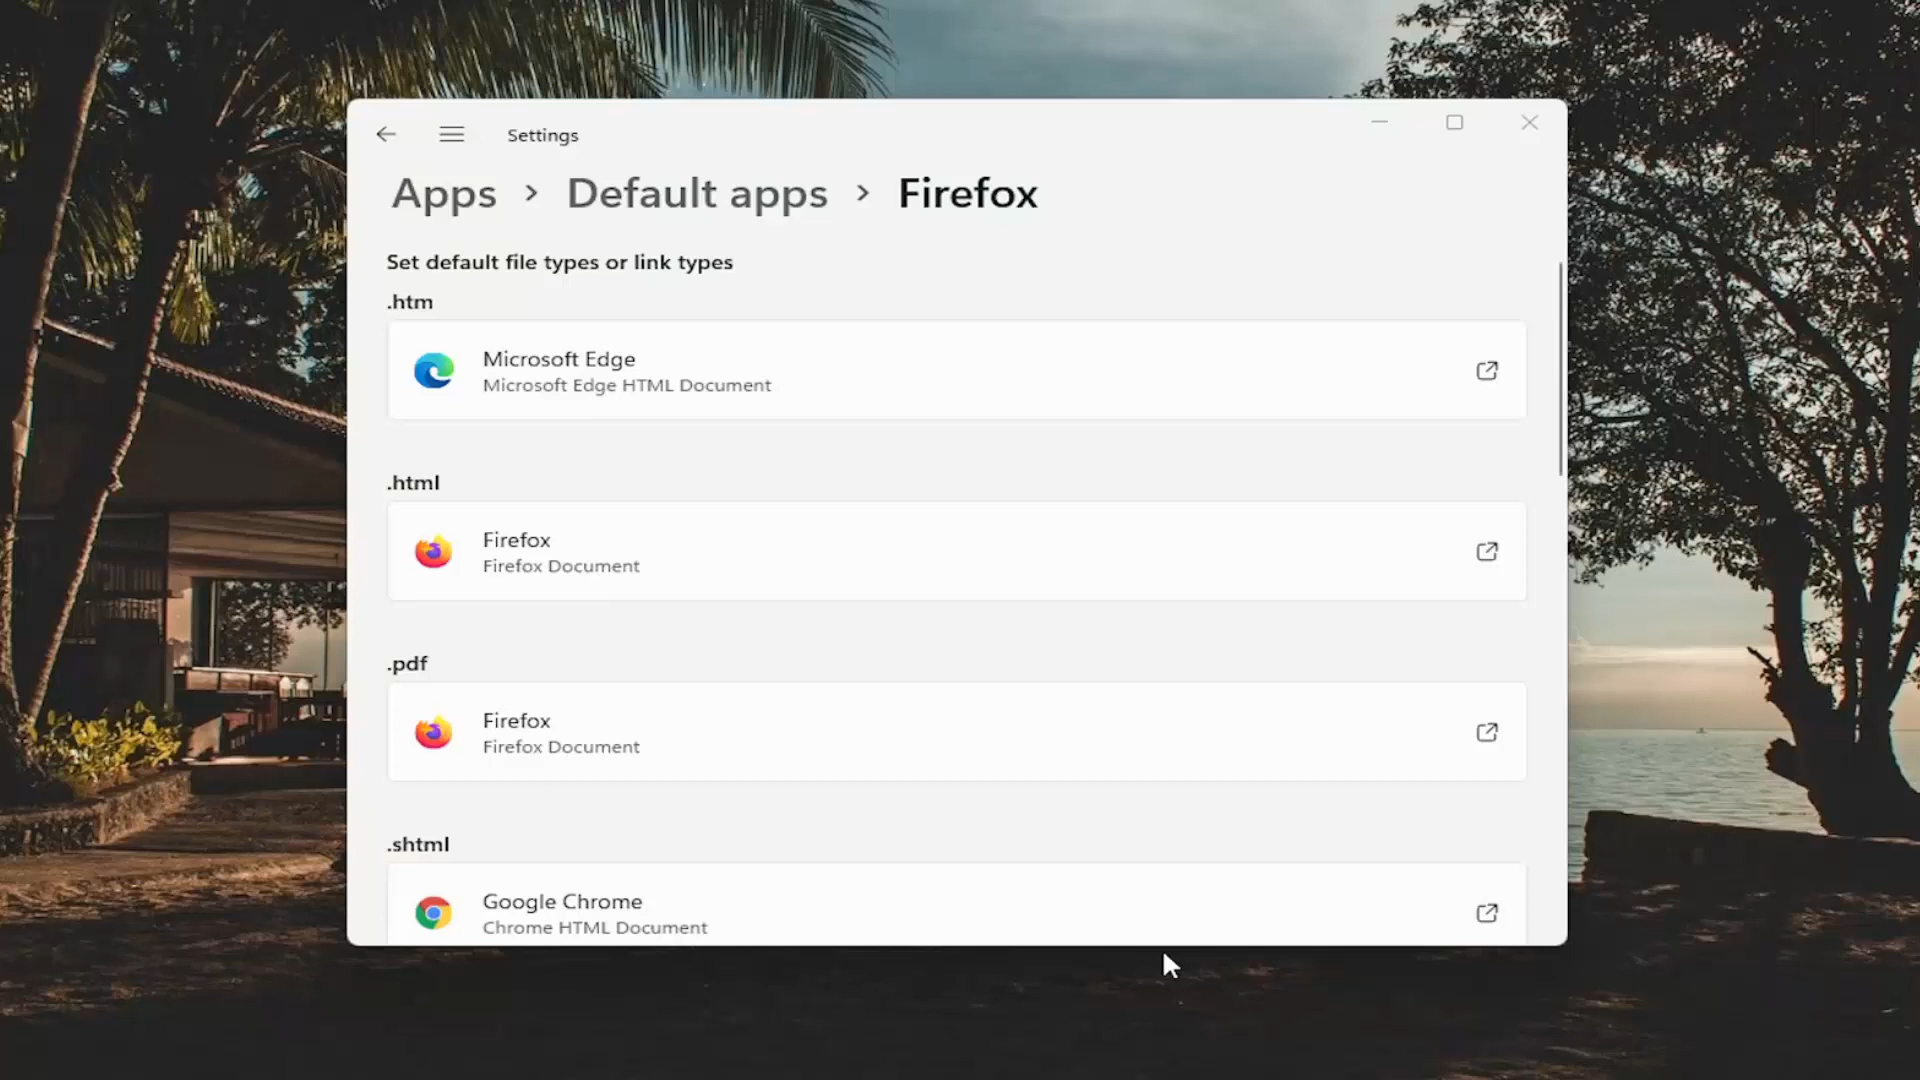 Settings
Apps > Default apps > Firefox
Set default file types or link types
.htm
Microsoft Edge
Microsoft Edge HTML Document
.html
Firefox
Firefox Document
.pdf
Firefox
Firefox Document
.shtml
Google Chrome
Chrome HTML Document